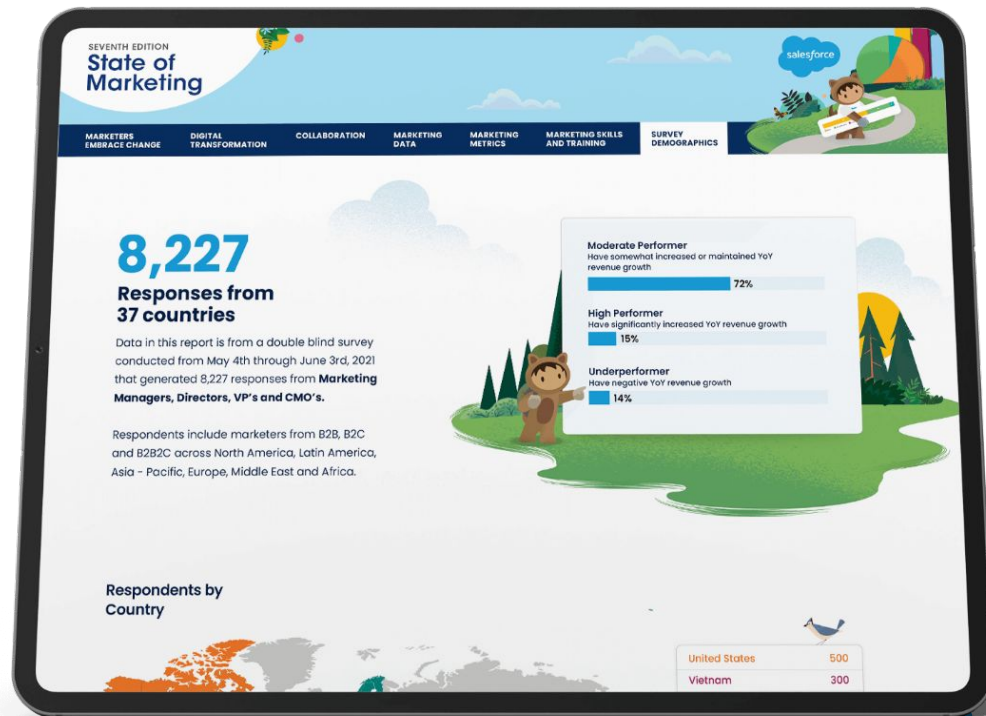 SEVENTH EDITION
State of
Marketing
salesforce
MARKETERS
EMBRACE CHANGE
DIGITAL
TRANSFORMATION
COLLABORATION
MARKETING
DATA
MARKETING
METRICS
MARKETING SKILLS
AND TRAINING
SURVEY
DEMOGRAPHICS
8,227
Responses from
37 countries
Data in this report is from a double blind survey
conducted from May 4th through June 3rd, 2021
that generated 8,227 responses from Marketing
Managers, Directors, VP's and CMO's.
Respondents include marketers from B2B, B2C
and B2B2C across North America, Latin America,
Asia - Pacific, Europe, Middle East and Africa.
Moderate Performer
Have somewhat increased or maintained YoY
revenue growth
72%
High Performer
Have significantly increased YoY revenue growth
15%
Underperformer
Have negative YoY revenue growth
14%
Respondents by
Country
United States 500
Vietnam 300